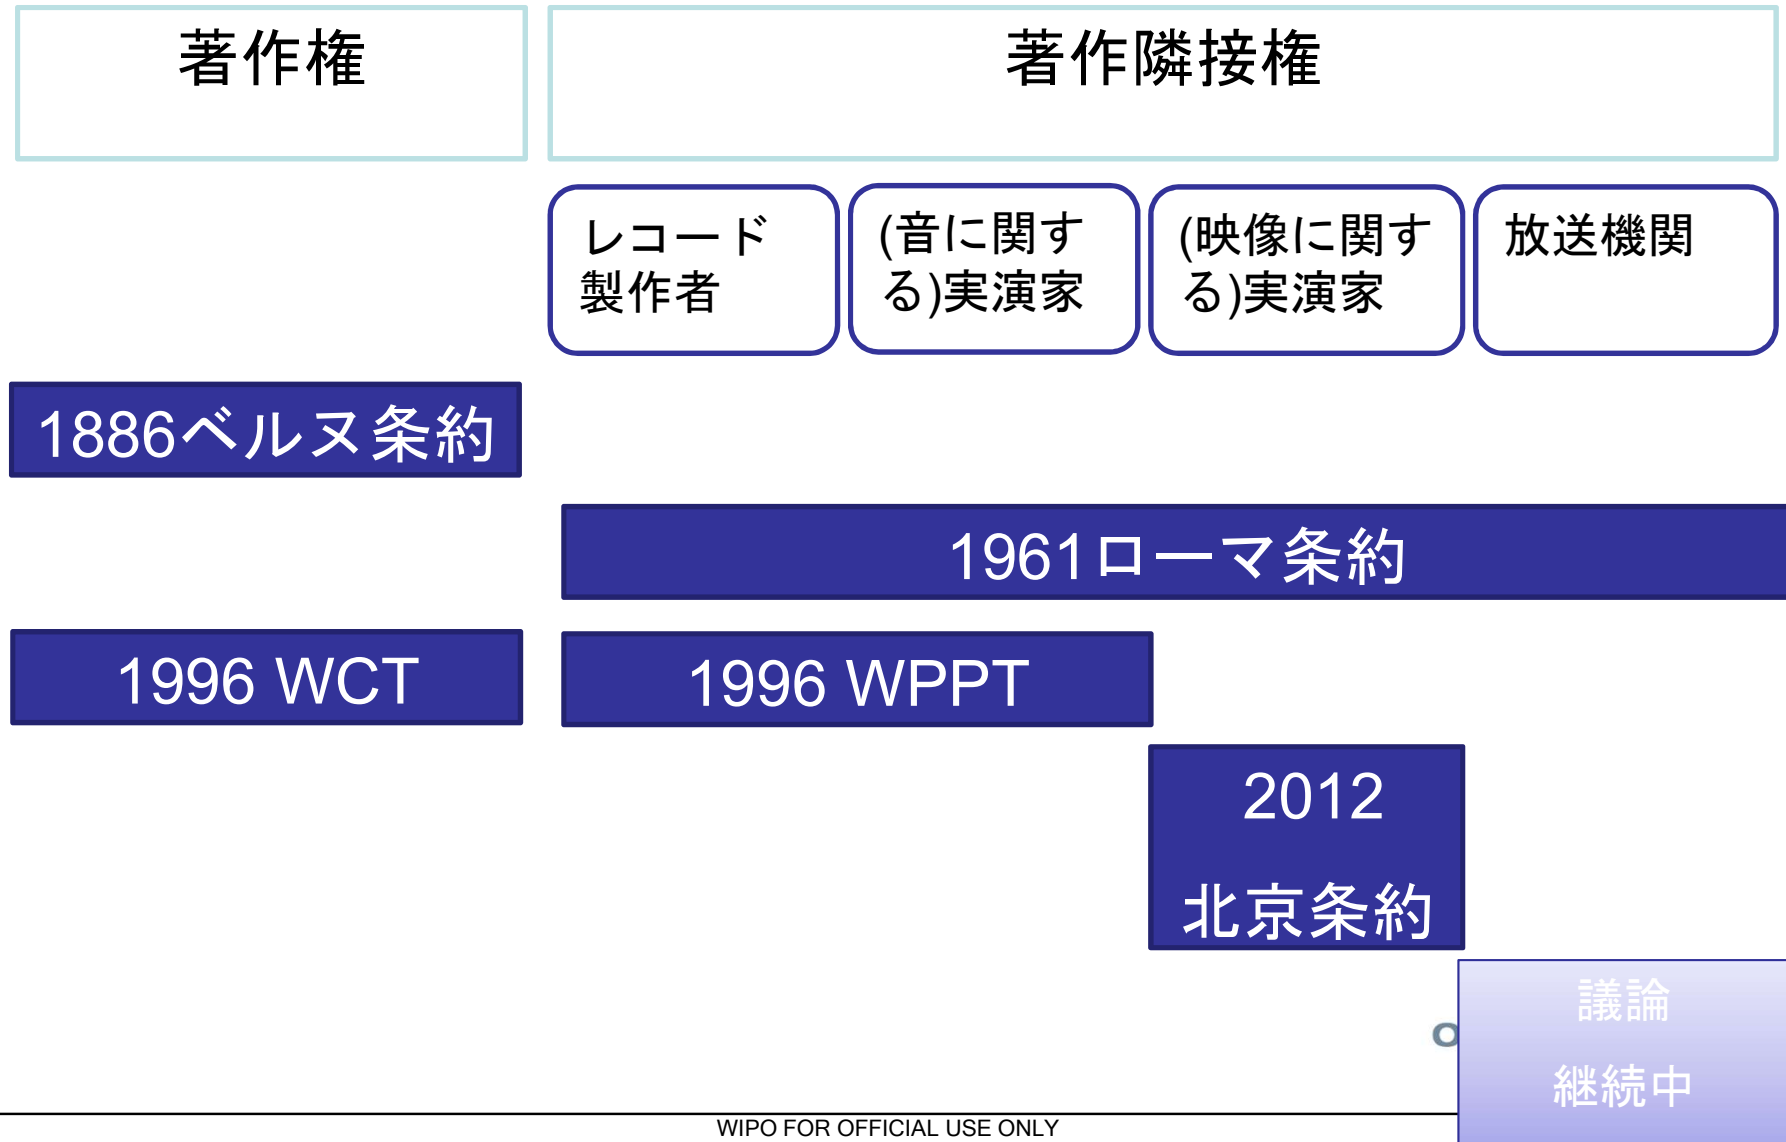 著作権
著作隣接権
レコード
製作者
(音に関す
る)実演家
(映像に関す
る)実演家
放送機関
1886ベルヌ条約
1961ローマ条約
1996 WCT
1996 WPPT
2012
北京条約
議論
継続中
WIPO FOR OFFICIAL USE ONLY